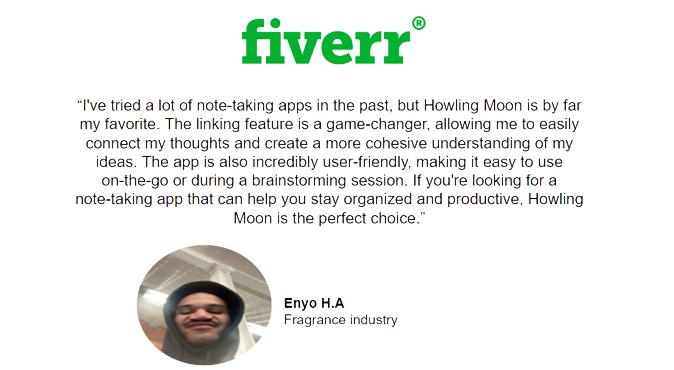 fiverr®
“I've tried a lot of note-taking apps in the past, but Howling Moon is by far
my favorite. The linking feature is a game-changer, allowing me to easily
connect my thoughts and create a more cohesive understanding of my
ideas. The app is also incredibly user-friendly, making it easy to use
on-the-go or during a brainstorming session. If you're looking for a
note-taking app that can help you stay organized and productive, Howling
Moon is the perfect choice.”
Enyo H.A
Fragrance industry